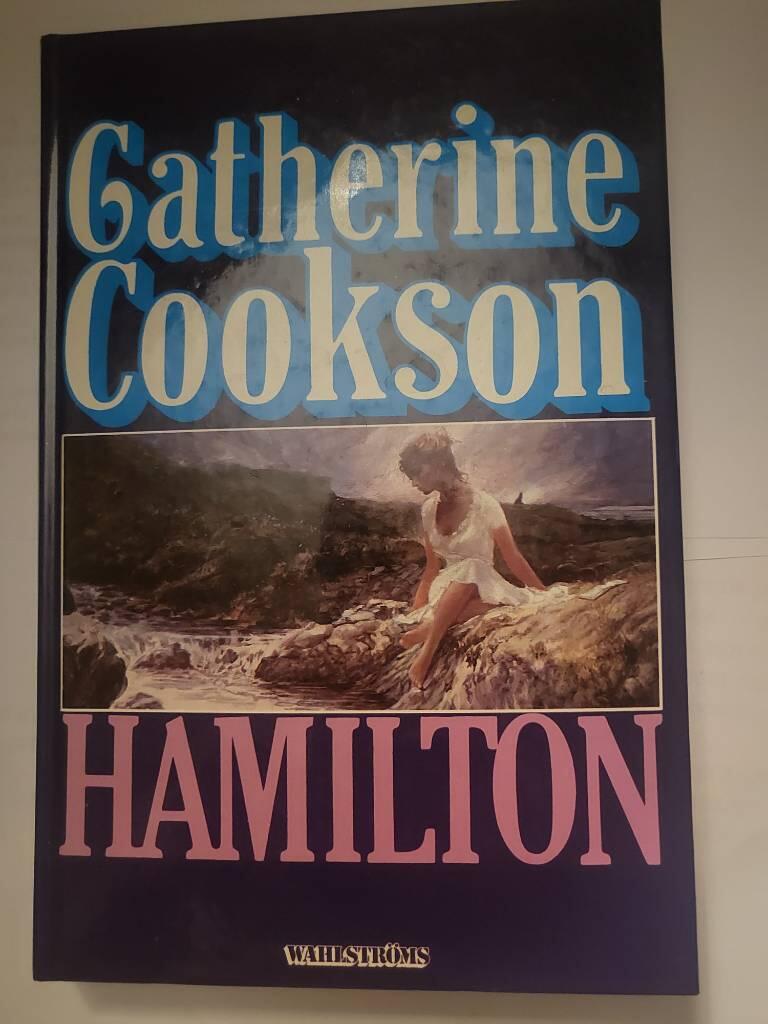 Catherine
Cookson
HAMILTON
WAHLSTRÖMS